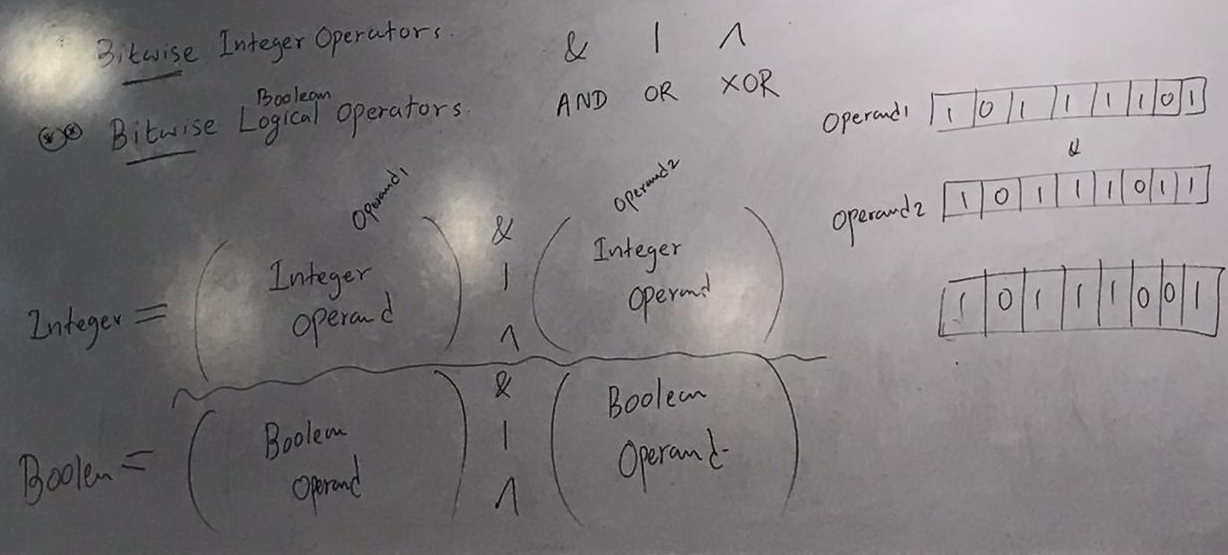 Bitwise Integer Operators.
& | ^
AND OR XOR
Boolean
** Bitwise Logical Operators.
Operand1 1 0 1 1 1 1 0 1
&
Operand2 1 0 1 1 1 0 1 1
1 0 1 1 1 0 0 1
Operand1
Operand2
Integer = ( Integer Operand ) & | ^ ( Integer Operand )
Boolen = ( Boolean Operand ) & | ^ ( Boolean Operand )